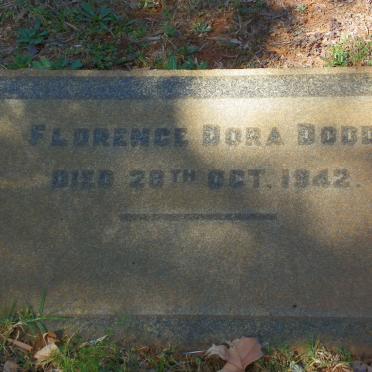 FLORENCE DORA DODD
DIED 28TH OCT. 1942.